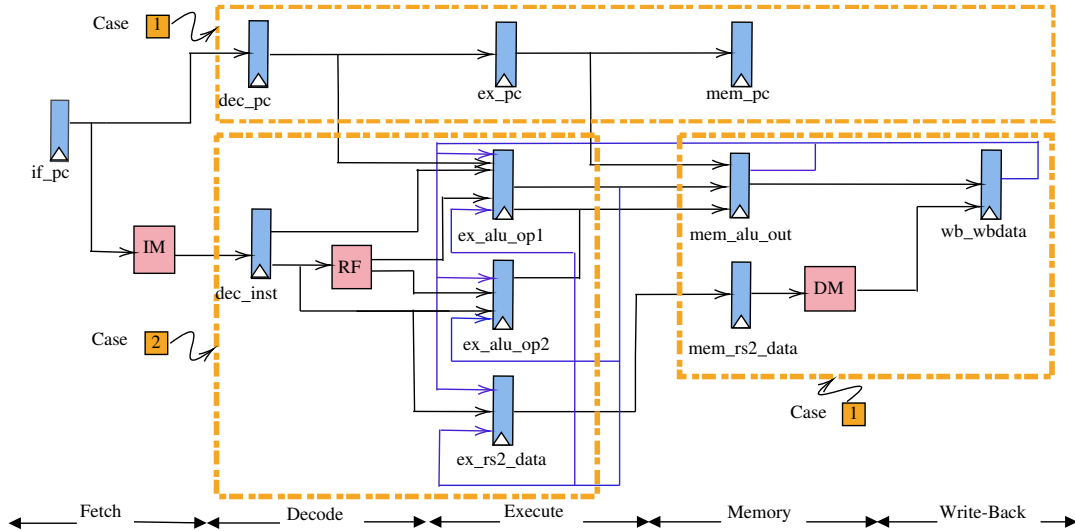 Case 1
dec_pc
ex_pc
mem_pc
if_pc
IM
dec_inst
RF
ex_alu_op1
ex_alu_op2
ex_rs2_data
mem_alu_out
wb_wbdata
DM
mem_rs2_data
Case 2
Case 1
Fetch
Decode
Execute
Memory
Write-Back